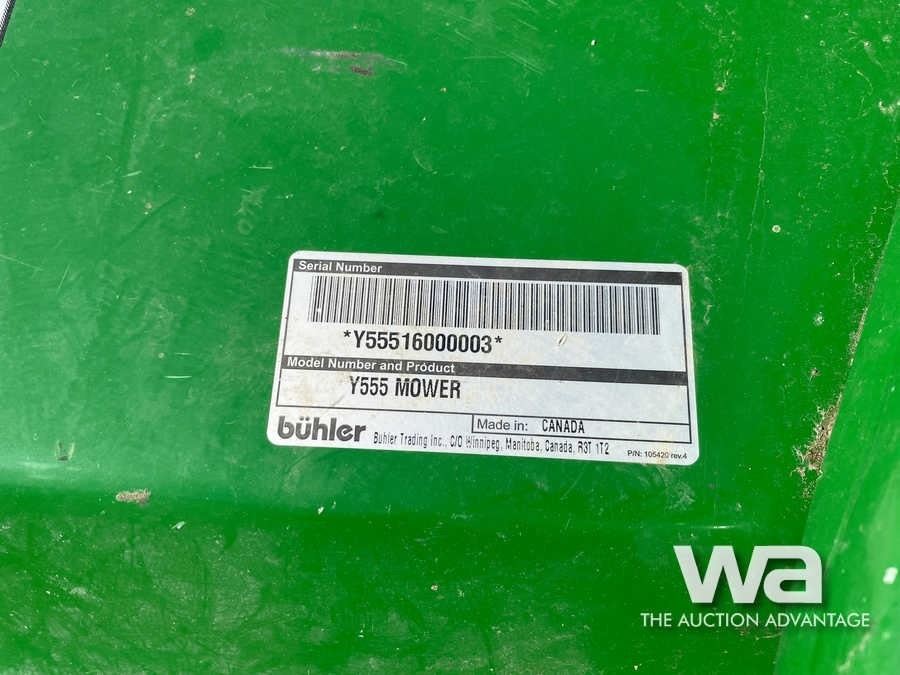 Serial Number
*Y55516000003*
Model Number and Product
Y555 MOWER
Made in: CANADA
bühler Buhler Trading Inc., C/O Winnipeg, Manitoba, Canada, R3T 1T2
P/N: 105420 rev.4
wa
THE AUCTION ADVANTAGE